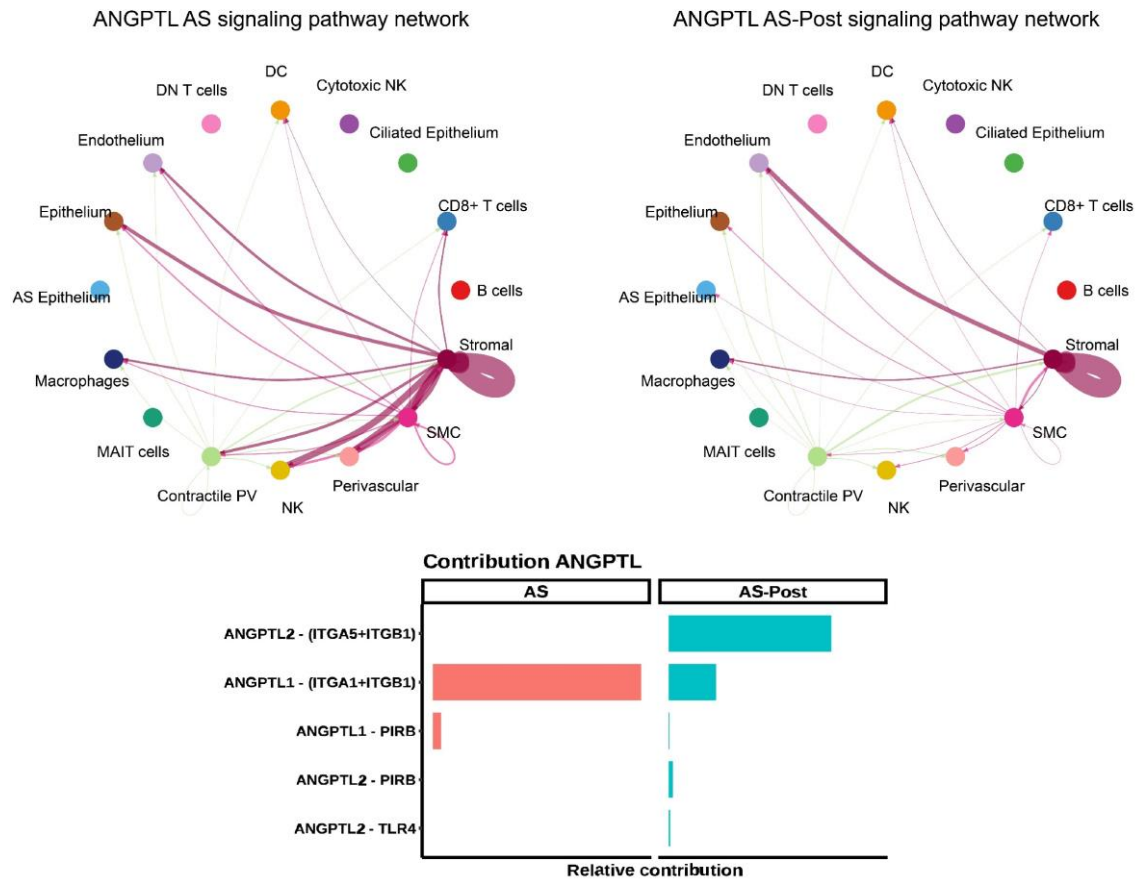 ANGPTL AS signaling pathway network
DC
DN T cells
Cytotoxic NK
Endothelium
Ciliated Epithelium
Epithelium
CD8+ T cells
AS Epithelium
B cells
Stromal
Macrophages
SMC
MAIT cells
Perivascular
Contractile PV
NK
ANGPTL AS-Post signaling pathway network
DC
DN T cells
Cytotoxic NK
Endothelium
Ciliated Epithelium
Epithelium
CD8+ T cells
AS Epithelium
B cells
Stromal
Macrophages
SMC
MAIT cells
Perivascular
Contractile PV
NK
Contribution ANGPTL
AS
AS-Post
ANGPTL2 - (ITGA5+ITGB1)
ANGPTL1 - (ITGA1+ITGB1)
ANGPTL1 - PIRB
ANGPTL2 - PIRB
ANGPTL2 - TLR4
Relative contribution